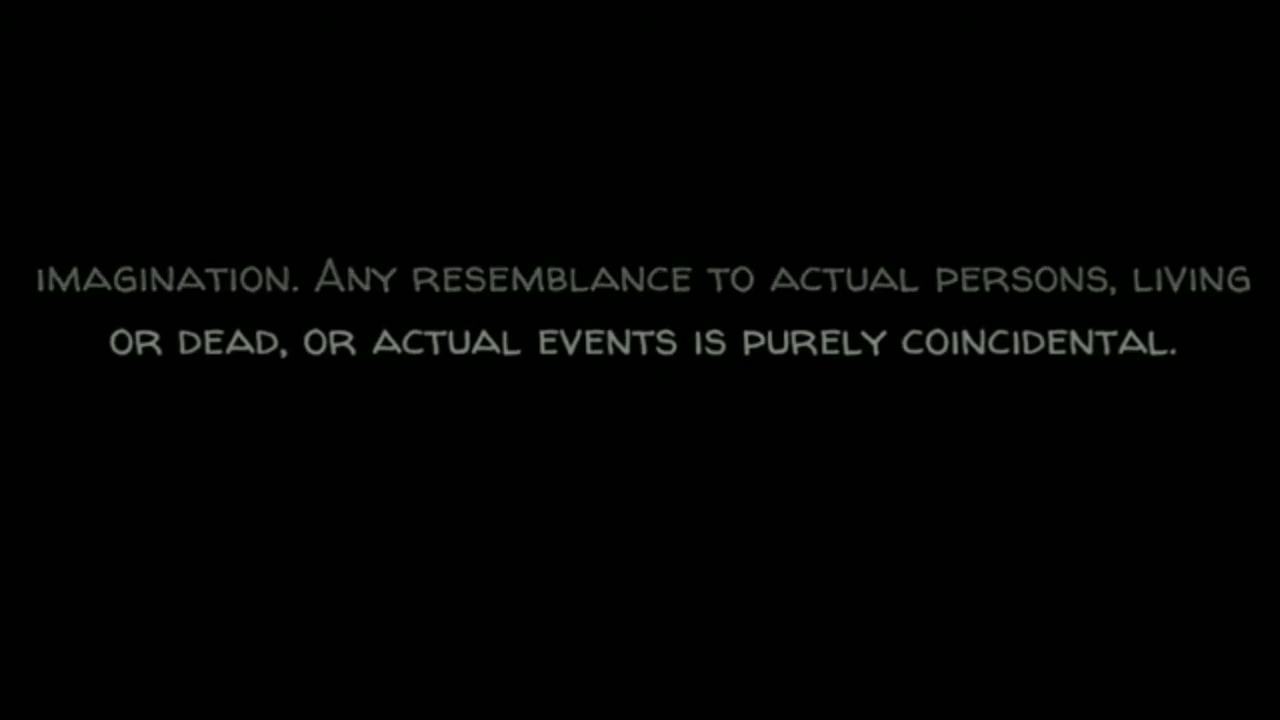 imagination. Any resemblance to actual persons, living
or dead, or actual events is purely coincidental.